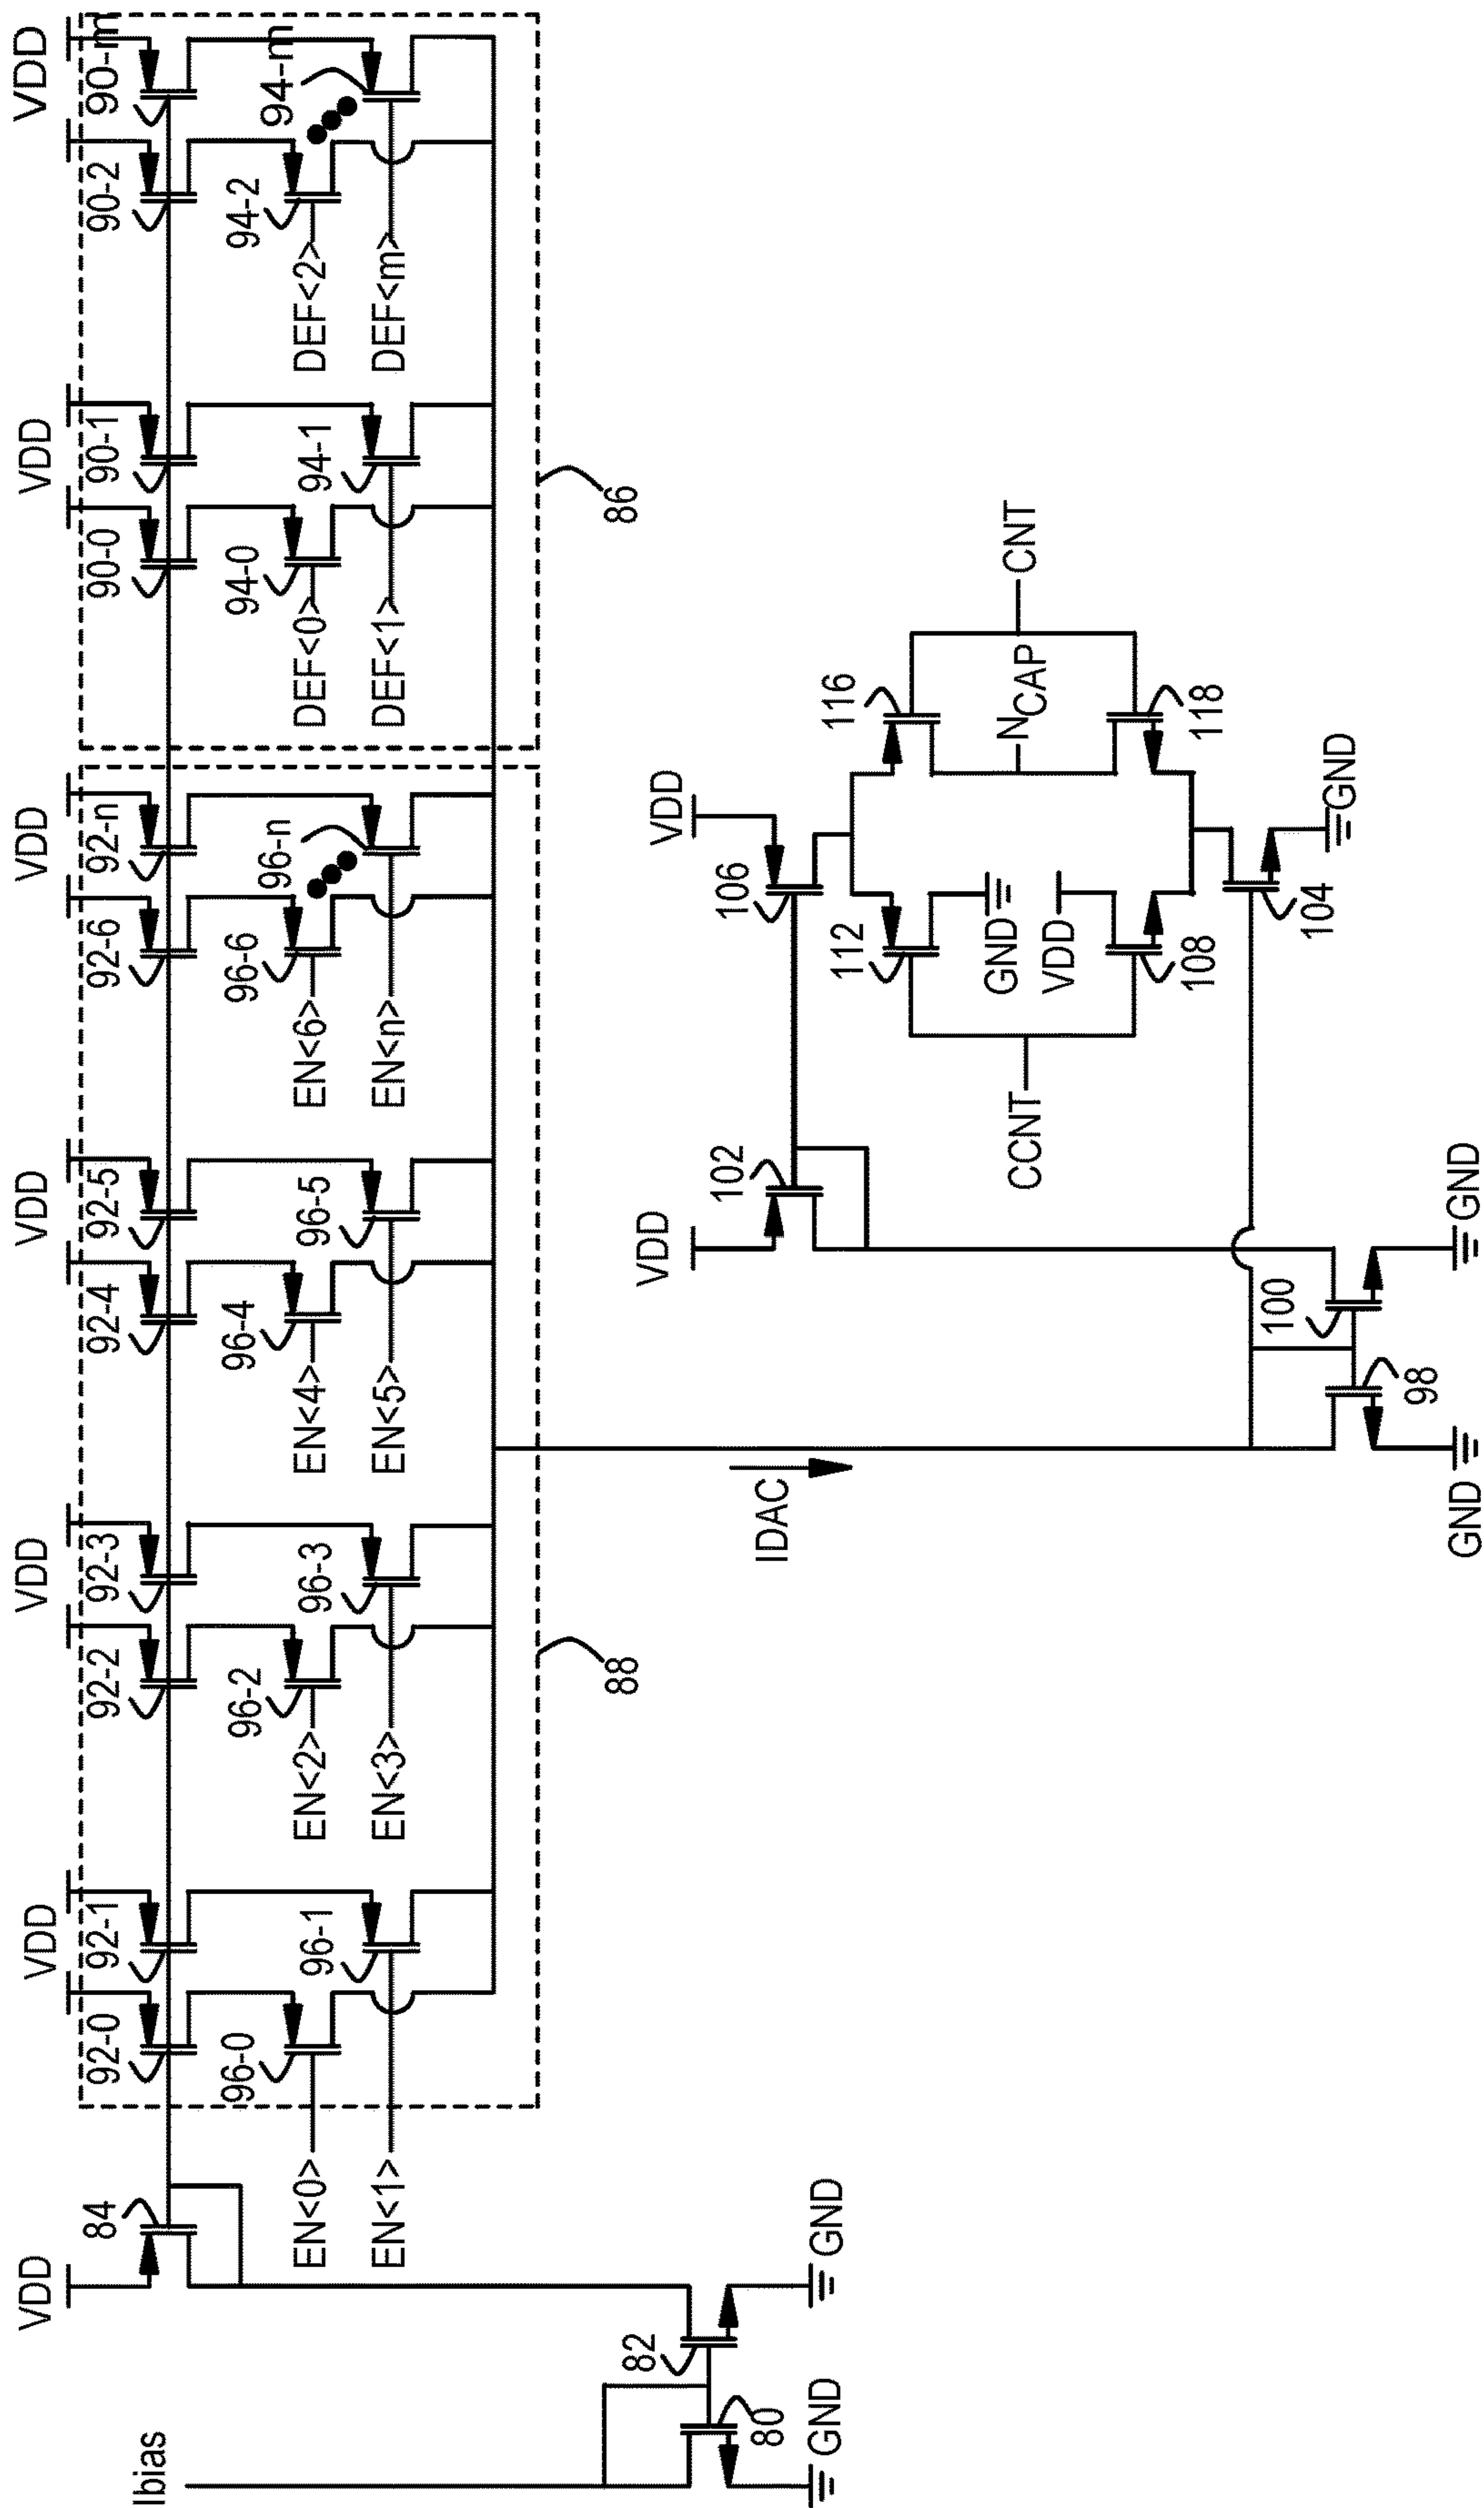 VDD
VDD
VDD
VDD
VDD
VDD
VDD
84
92-0
92-1
92-2
92-3
92-4
92-5
92-6
92-n
90-0
90-1
90-2
90-m
96-0
96-1
96-2
96-3
96-4
96-5
96-6
96-n
94-0
94-1
94-2
94-m
EN<0>
EN<1>
EN<2>
EN<3>
EN<4>
EN<5>
EN<6>
EN<n>
DEF<0>
DEF<1>
DEF<2>
DEF<m>
88
86
Ibias
82
80
GND
GND
IDAC
VDD
102
106
VDD
112
116
GND
VDD
CCNT
NCAP
CNT
108
118
104
GND
100
98
GND
GND